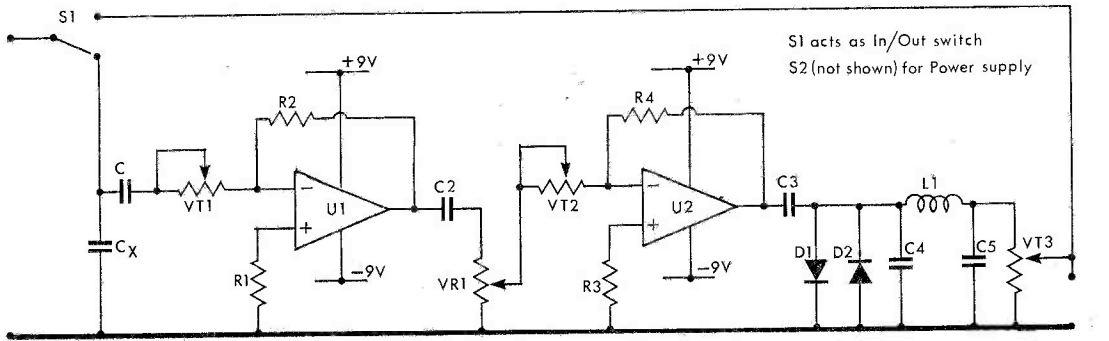 S1
S1 acts as In/Out switch
S2 (not shown) for Power supply
+9V
+9V
R2
R4
C
VT1
−
U1
+
C2
VT2
−
U2
+
C3
L1
CX
R1
−9V
VR1
R3
−9V
D1
D2
C4
C5
VT3